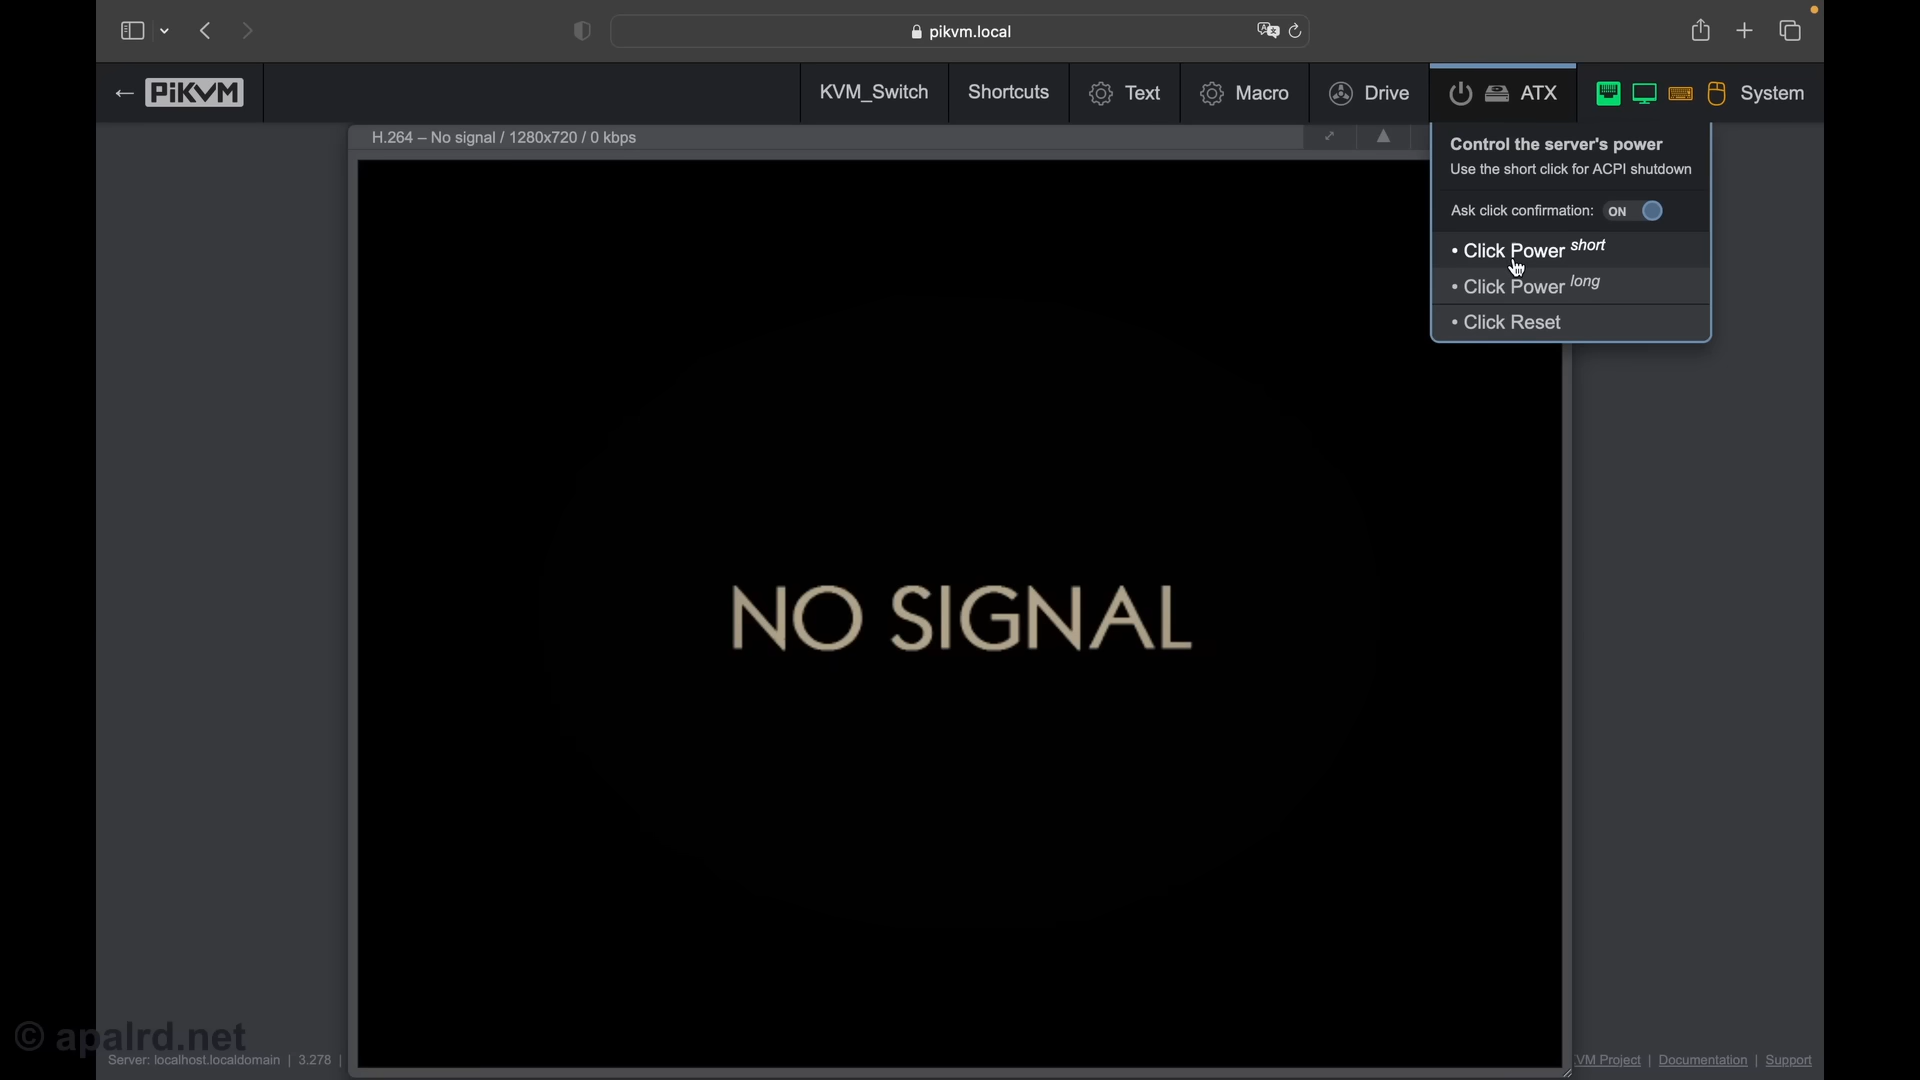 pikvm.local
← PiKVM
KVM_Switch
Shortcuts
Text
Macro
Drive
ATX
System
H.264 – No signal / 1280x720 / 0 kbps
Control the server's power
Use the short click for ACPI shutdown
Ask click confirmation: ON
• Click Power short
• Click Power long
• Click Reset
NO SIGNAL
© apalrd.net
Server: localhost.localdomain | 3.278 |
VM Project | Documentation | Support